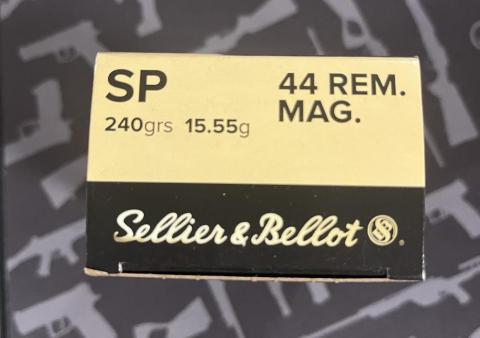 SP
240grs 15.55g
44 REM.
MAG.
Sellier & Bellot